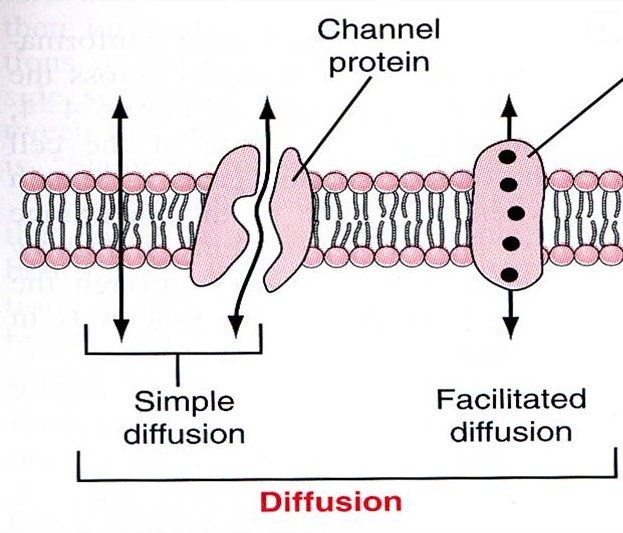 Channel
protein
Simple
diffusion
Facilitated
diffusion
Diffusion